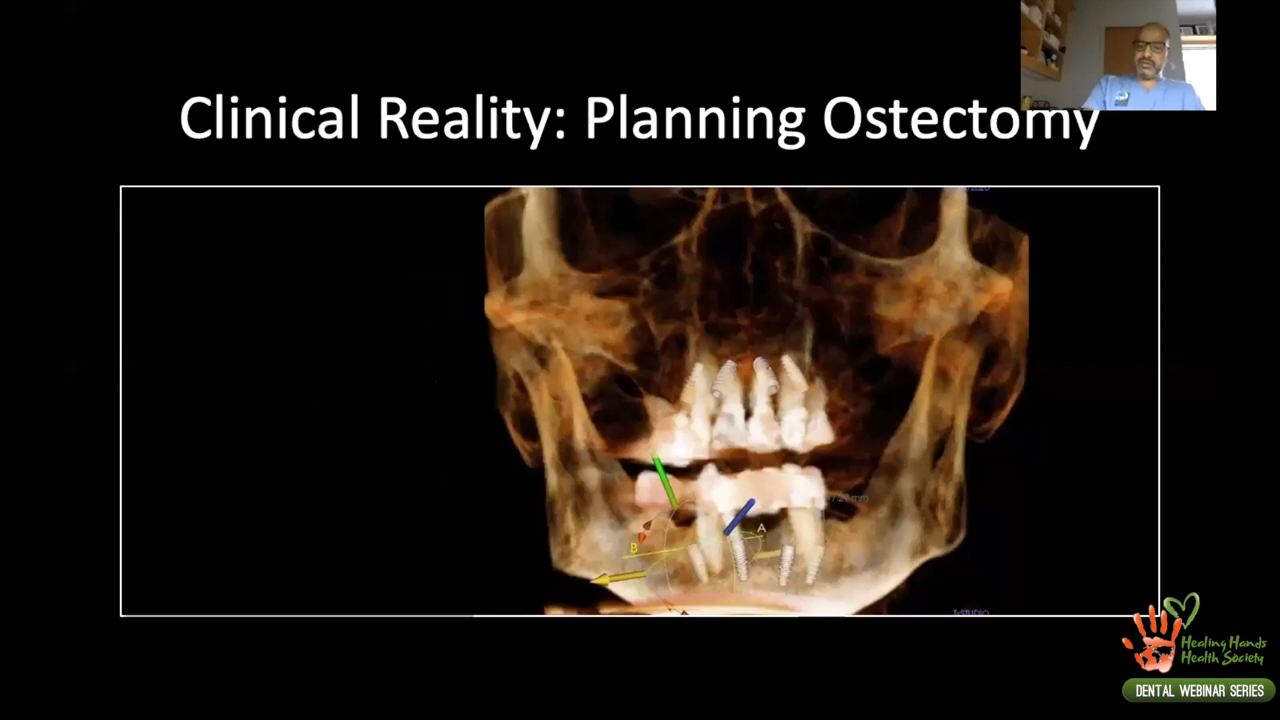 Clinical Reality: Planning Ostectomy
A
B
Healing Hands
Health Society
DENTAL WEBINAR SERIES